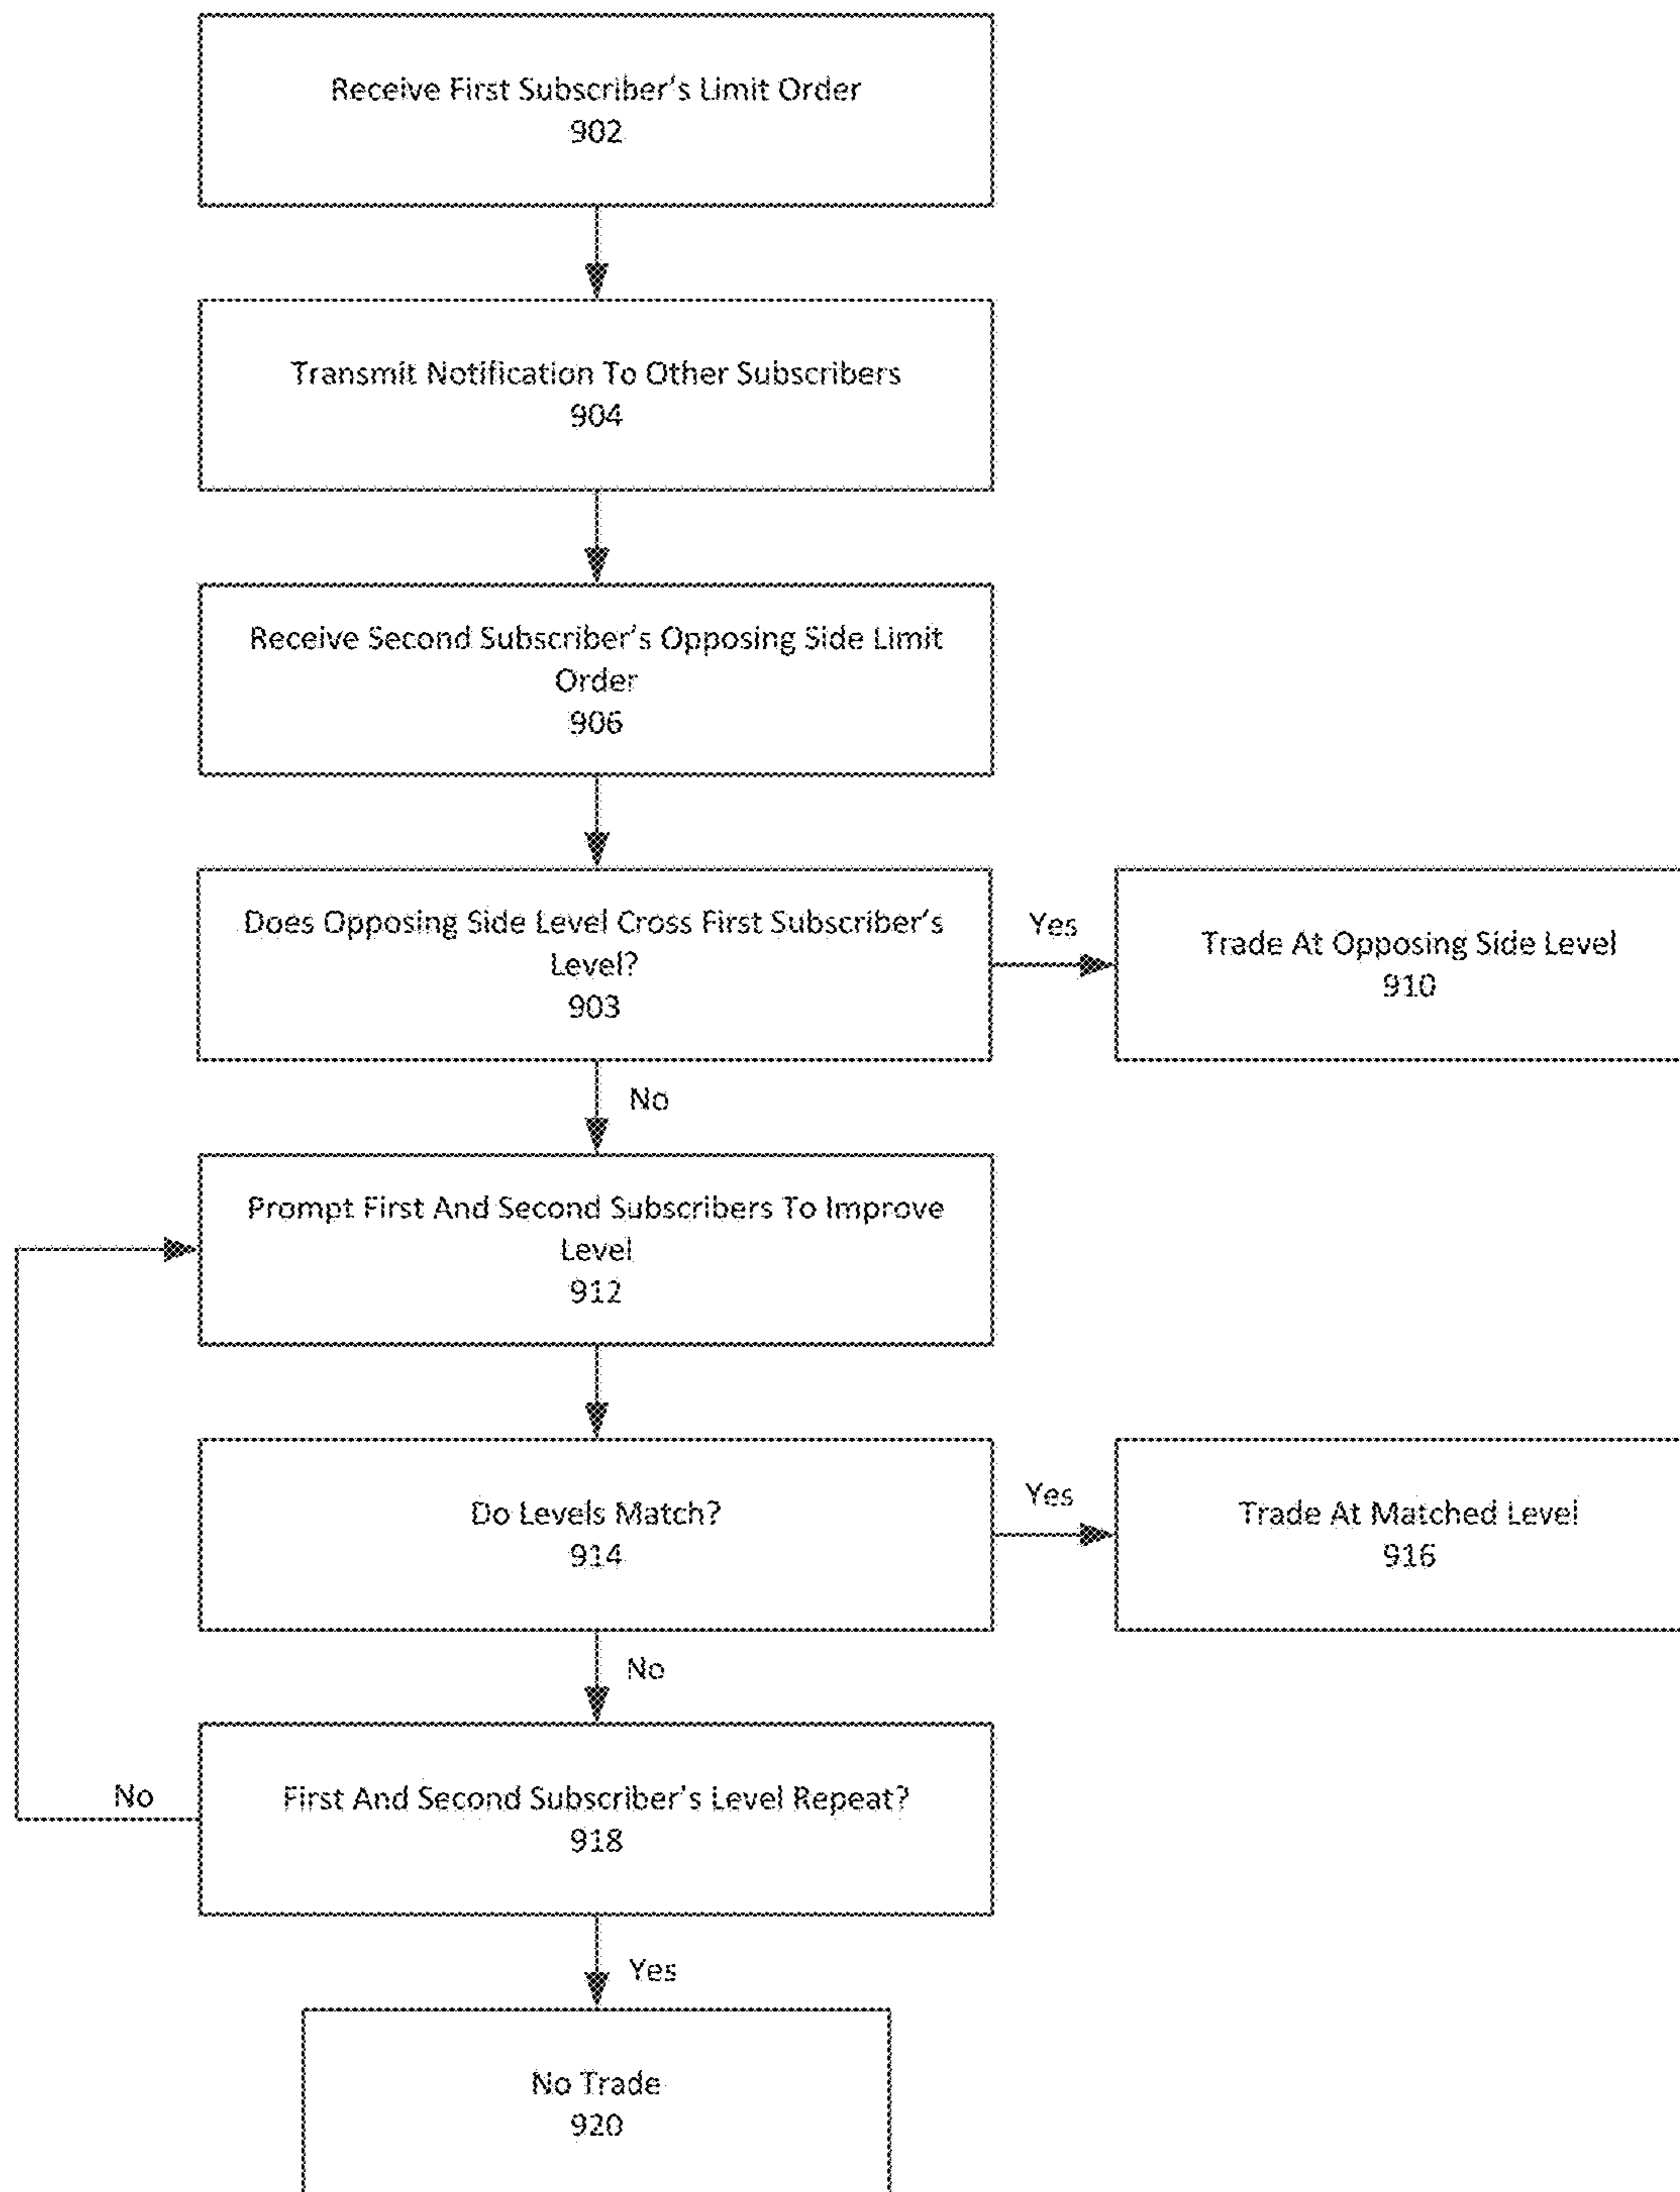 Receive First Subscriber's Limit Order
902
Transmit Notification To Other Subscribers
904
Receive Second Subscriber's Opposing Side Limit
Order
906
Does Opposing Side Level Cross First Subscriber's
Level?
903
Yes
Trade At Opposing Side Level
910
No
Prompt First And Second Subscribers To Improve
Level
912
Do Levels Match?
914
Yes
Trade At Matched Level
916
No
First And Second Subscriber's Level Repeat?
918
No
Yes
No Trade
920